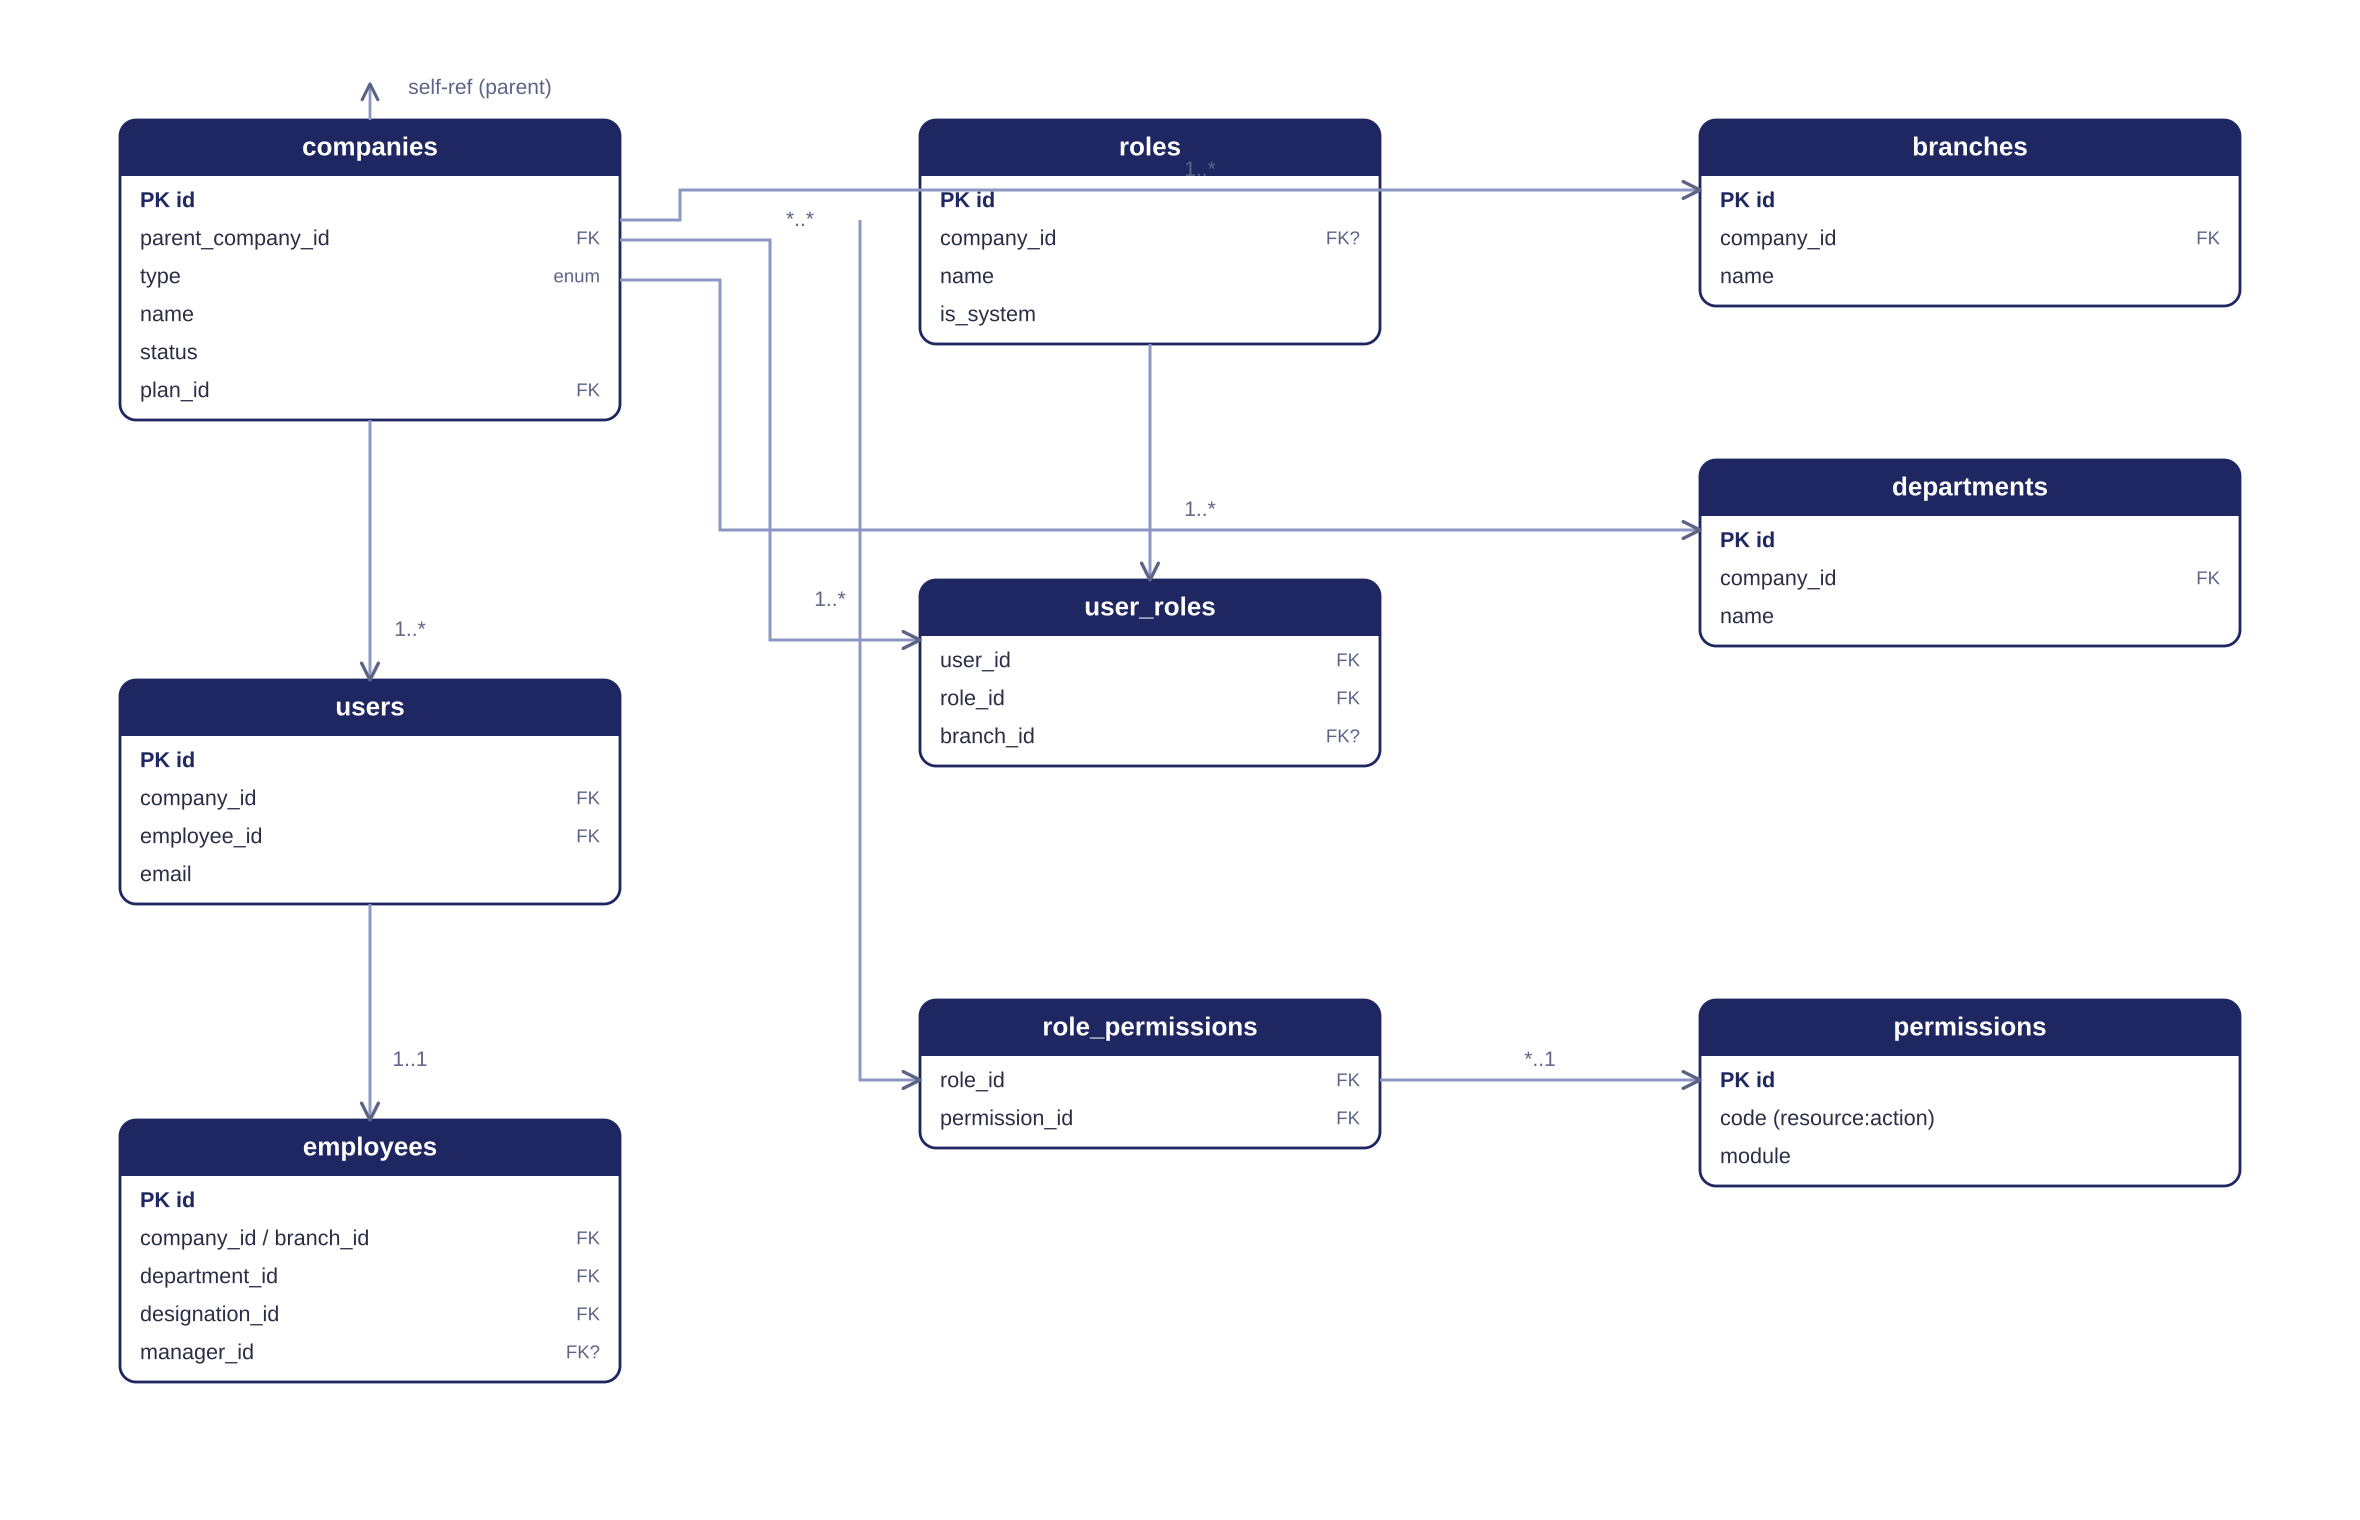 self-ref (parent)
companies
PK id
parent_company_id FK
type enum
name
status
plan_id FK
roles
1..*
PK id
company_id FK?
name
is_system
branches
PK id
company_id FK
name
*..*
1..*
departments
PK id
company_id FK
name
1..*
user_roles
user_id FK
role_id FK
branch_id FK?
1..*
users
PK id
company_id FK
employee_id FK
email
1..1
employees
PK id
company_id / branch_id FK
department_id FK
designation_id FK
manager_id FK?
role_permissions
role_id FK
permission_id FK
*..1
permissions
PK id
code (resource:action)
module